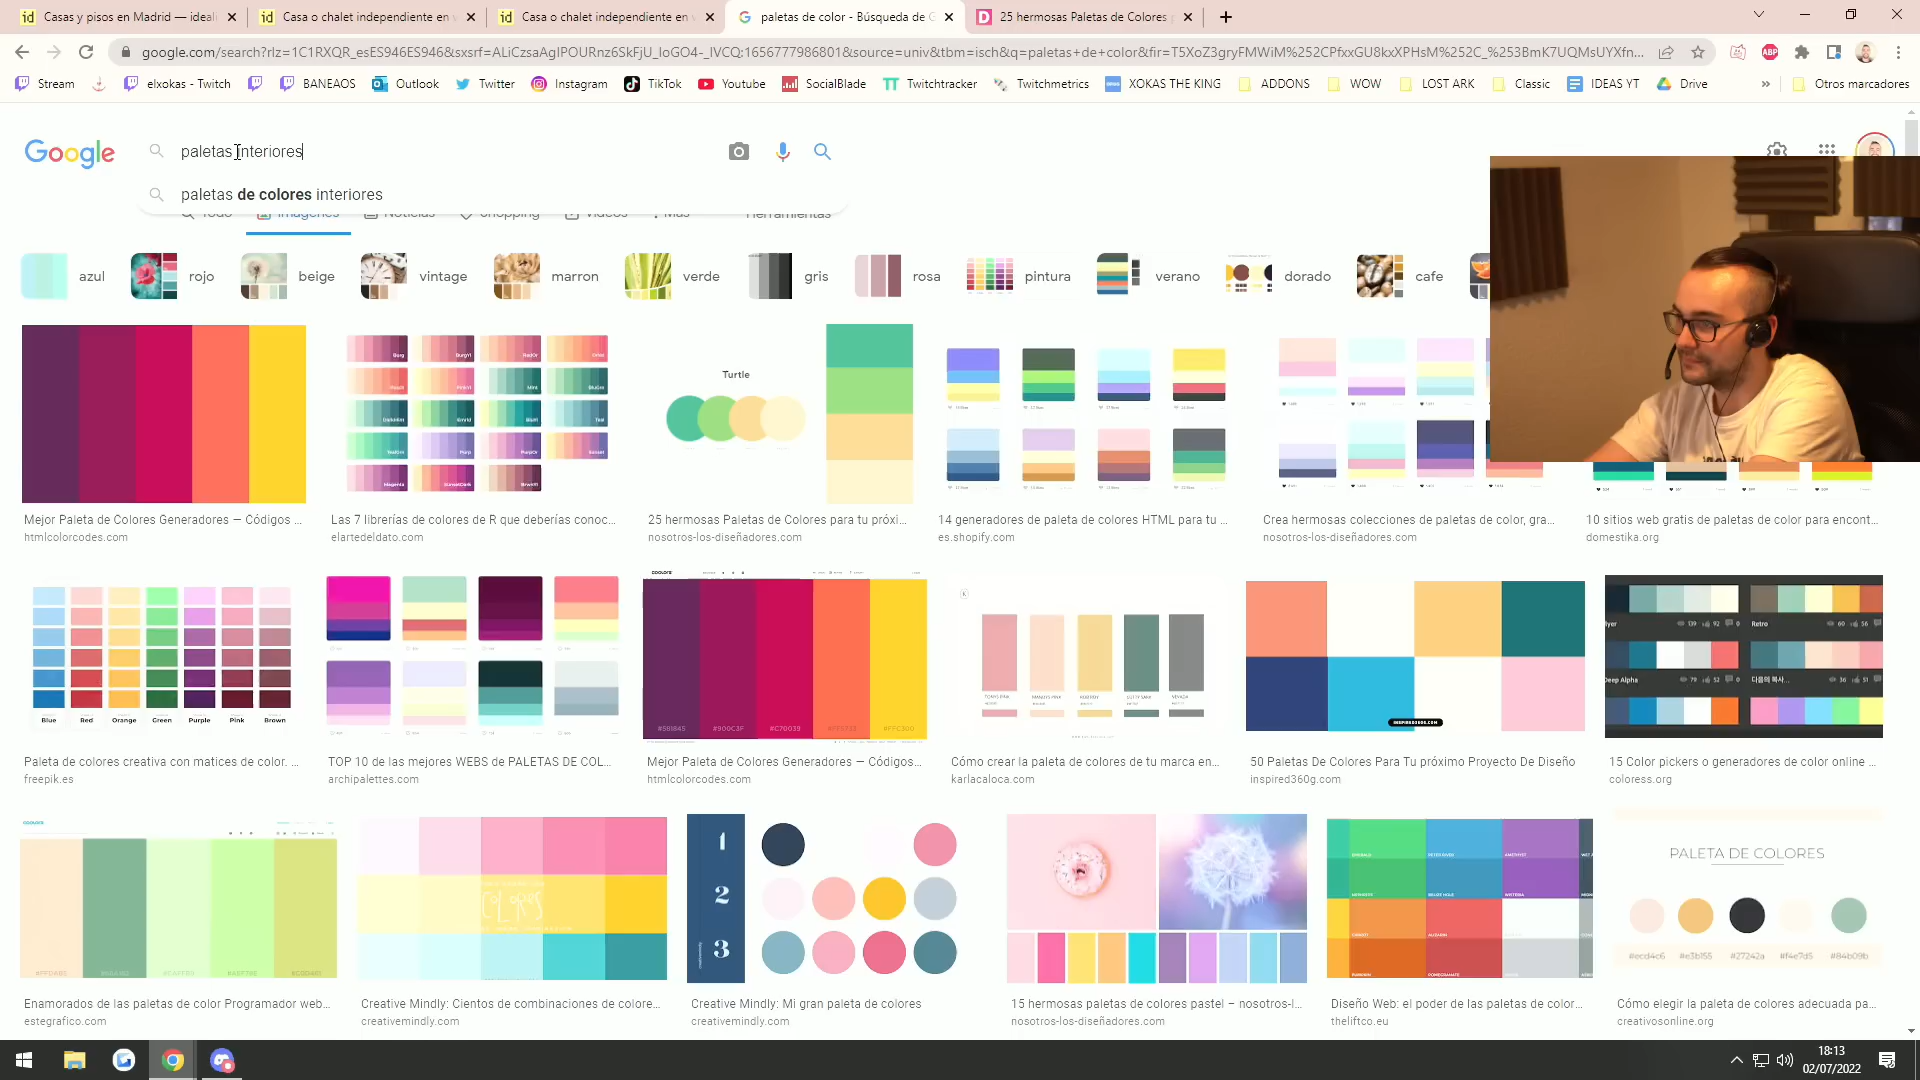 Casas y pisos en Madrid — ideali
Casa o chalet independiente en v
Casa o chalet independiente en v
paletas de color - Búsqueda de G
25 hermosas Paletas de Colores p
google.com/search?rlz=1C1RXQR_esES946ES946&sxsrf=ALiCzsaAgIPOURnz6SkFjU_IoGO4-_IVCQ:1656777986801&source=univ&tbm=isch&q=paletas+de+color&fir=T5XoZ3gryFMWiM%252CPfxxGU8kxXPHsM%252C_%253BmK7UQMsUYXfn...
Stream
elxokas - Twitch
BANEAOS
Outlook
Twitter
Instagram
TikTok
Youtube
SocialBlade
Twitchtracker
Twitchmetrics
XOKAS THE KING
ADDONS
WOW
LOST ARK
Classic
IDEAS YT
Drive
»
Otros marcadores
Google
paletas interiores
paletas de colores interiores
Todo
Imágenes
Noticias
Shopping
Vídeos
Más
Herramientas
azul
rojo
beige
vintage
marron
verde
gris
rosa
pintura
verano
dorado
cafe
Turtle
Mejor Paleta de Colores Generadores — Códigos ...
htmlcolorcodes.com
Las 7 librerías de colores de R que deberías conoc...
elartedeldato.com
25 hermosas Paletas de Colores para tu próxi...
nosotros-los-diseñadores.com
14 generadores de paleta de colores HTML para tu ...
es.shopify.com
Crea hermosas colecciones de paletas de color, gra...
nosotros-los-diseñadores.com
10 sitios web gratis de paletas de color para encont...
domestika.org
Blue
Red
Orange
Green
Purple
Pink
Brown
#581845
#900C3F
#C70039
#FF5733
#FFC300
INSPIRED360G.COM
Retro
Deep Alpha
Paleta de colores creativa con matices de color. ...
freepik.es
TOP 10 de las mejores WEBS de PALETAS DE COL...
archipalettes.com
Mejor Paleta de Colores Generadores — Códigos...
htmlcolorcodes.com
Cómo crear la paleta de colores de tu marca en...
karlacaloca.com
50 Paletas De Colores Para Tu próximo Proyecto De Diseño
inspired360g.com
15 Color pickers o generadores de color online ...
coloress.org
COLORES
1
2
3
PALETA DE COLORES
#ecd4c6
#e3b155
#27242a
#f4e7d5
#84b09b
Enamorados de las paletas de color Programador web...
estegrafico.com
Creative Mindly: Cientos de combinaciones de colore...
creativemindly.com
Creative Mindly: Mi gran paleta de colores
creativemindly.com
15 hermosas paletas de colores pastel – nosotros-l...
nosotros-los-diseñadores.com
Diseño Web: el poder de las paletas de color...
theliftco.eu
Cómo elegir la paleta de colores adecuada pa...
creativosonline.org
18:13
02/07/2022